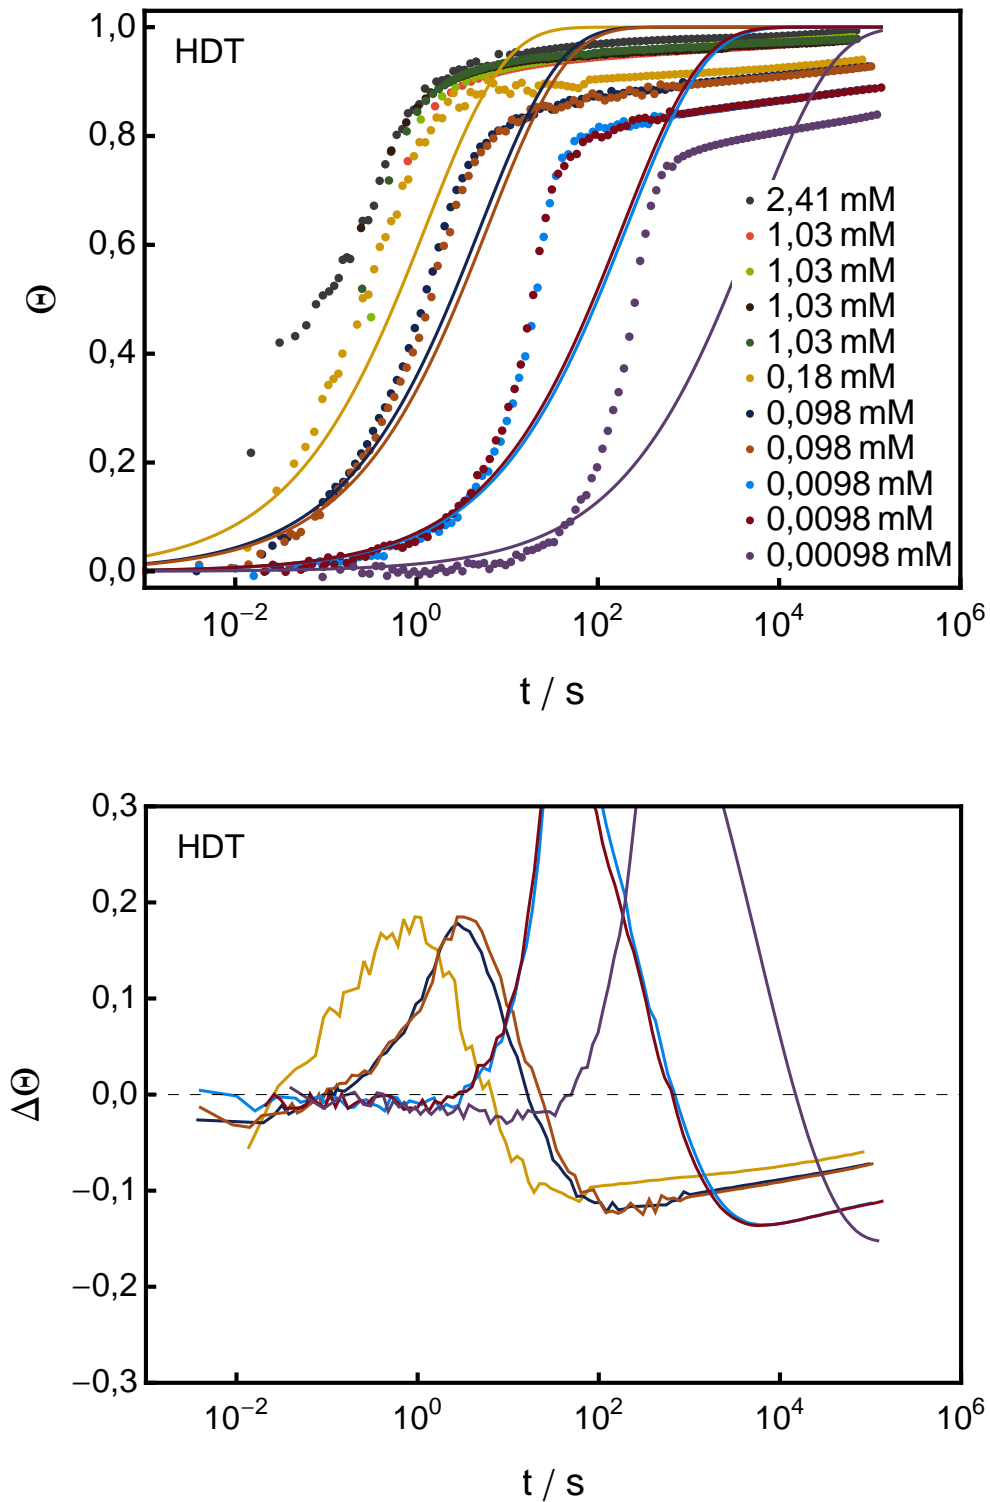 HDT
1,0
0,8
0,6
0,4
0,2
0,0
Θ
2,41 mM
1,03 mM
1,03 mM
1,03 mM
1,03 mM
0,18 mM
0,098 mM
0,098 mM
0,0098 mM
0,0098 mM
0,00098 mM
10⁻² 10⁰ 10² 10⁴ 10⁶
t / s
HDT
0,3
0,2
0,1
0,0
−0,1
−0,2
−0,3
ΔΘ
10⁻² 10⁰ 10² 10⁴ 10⁶
t / s